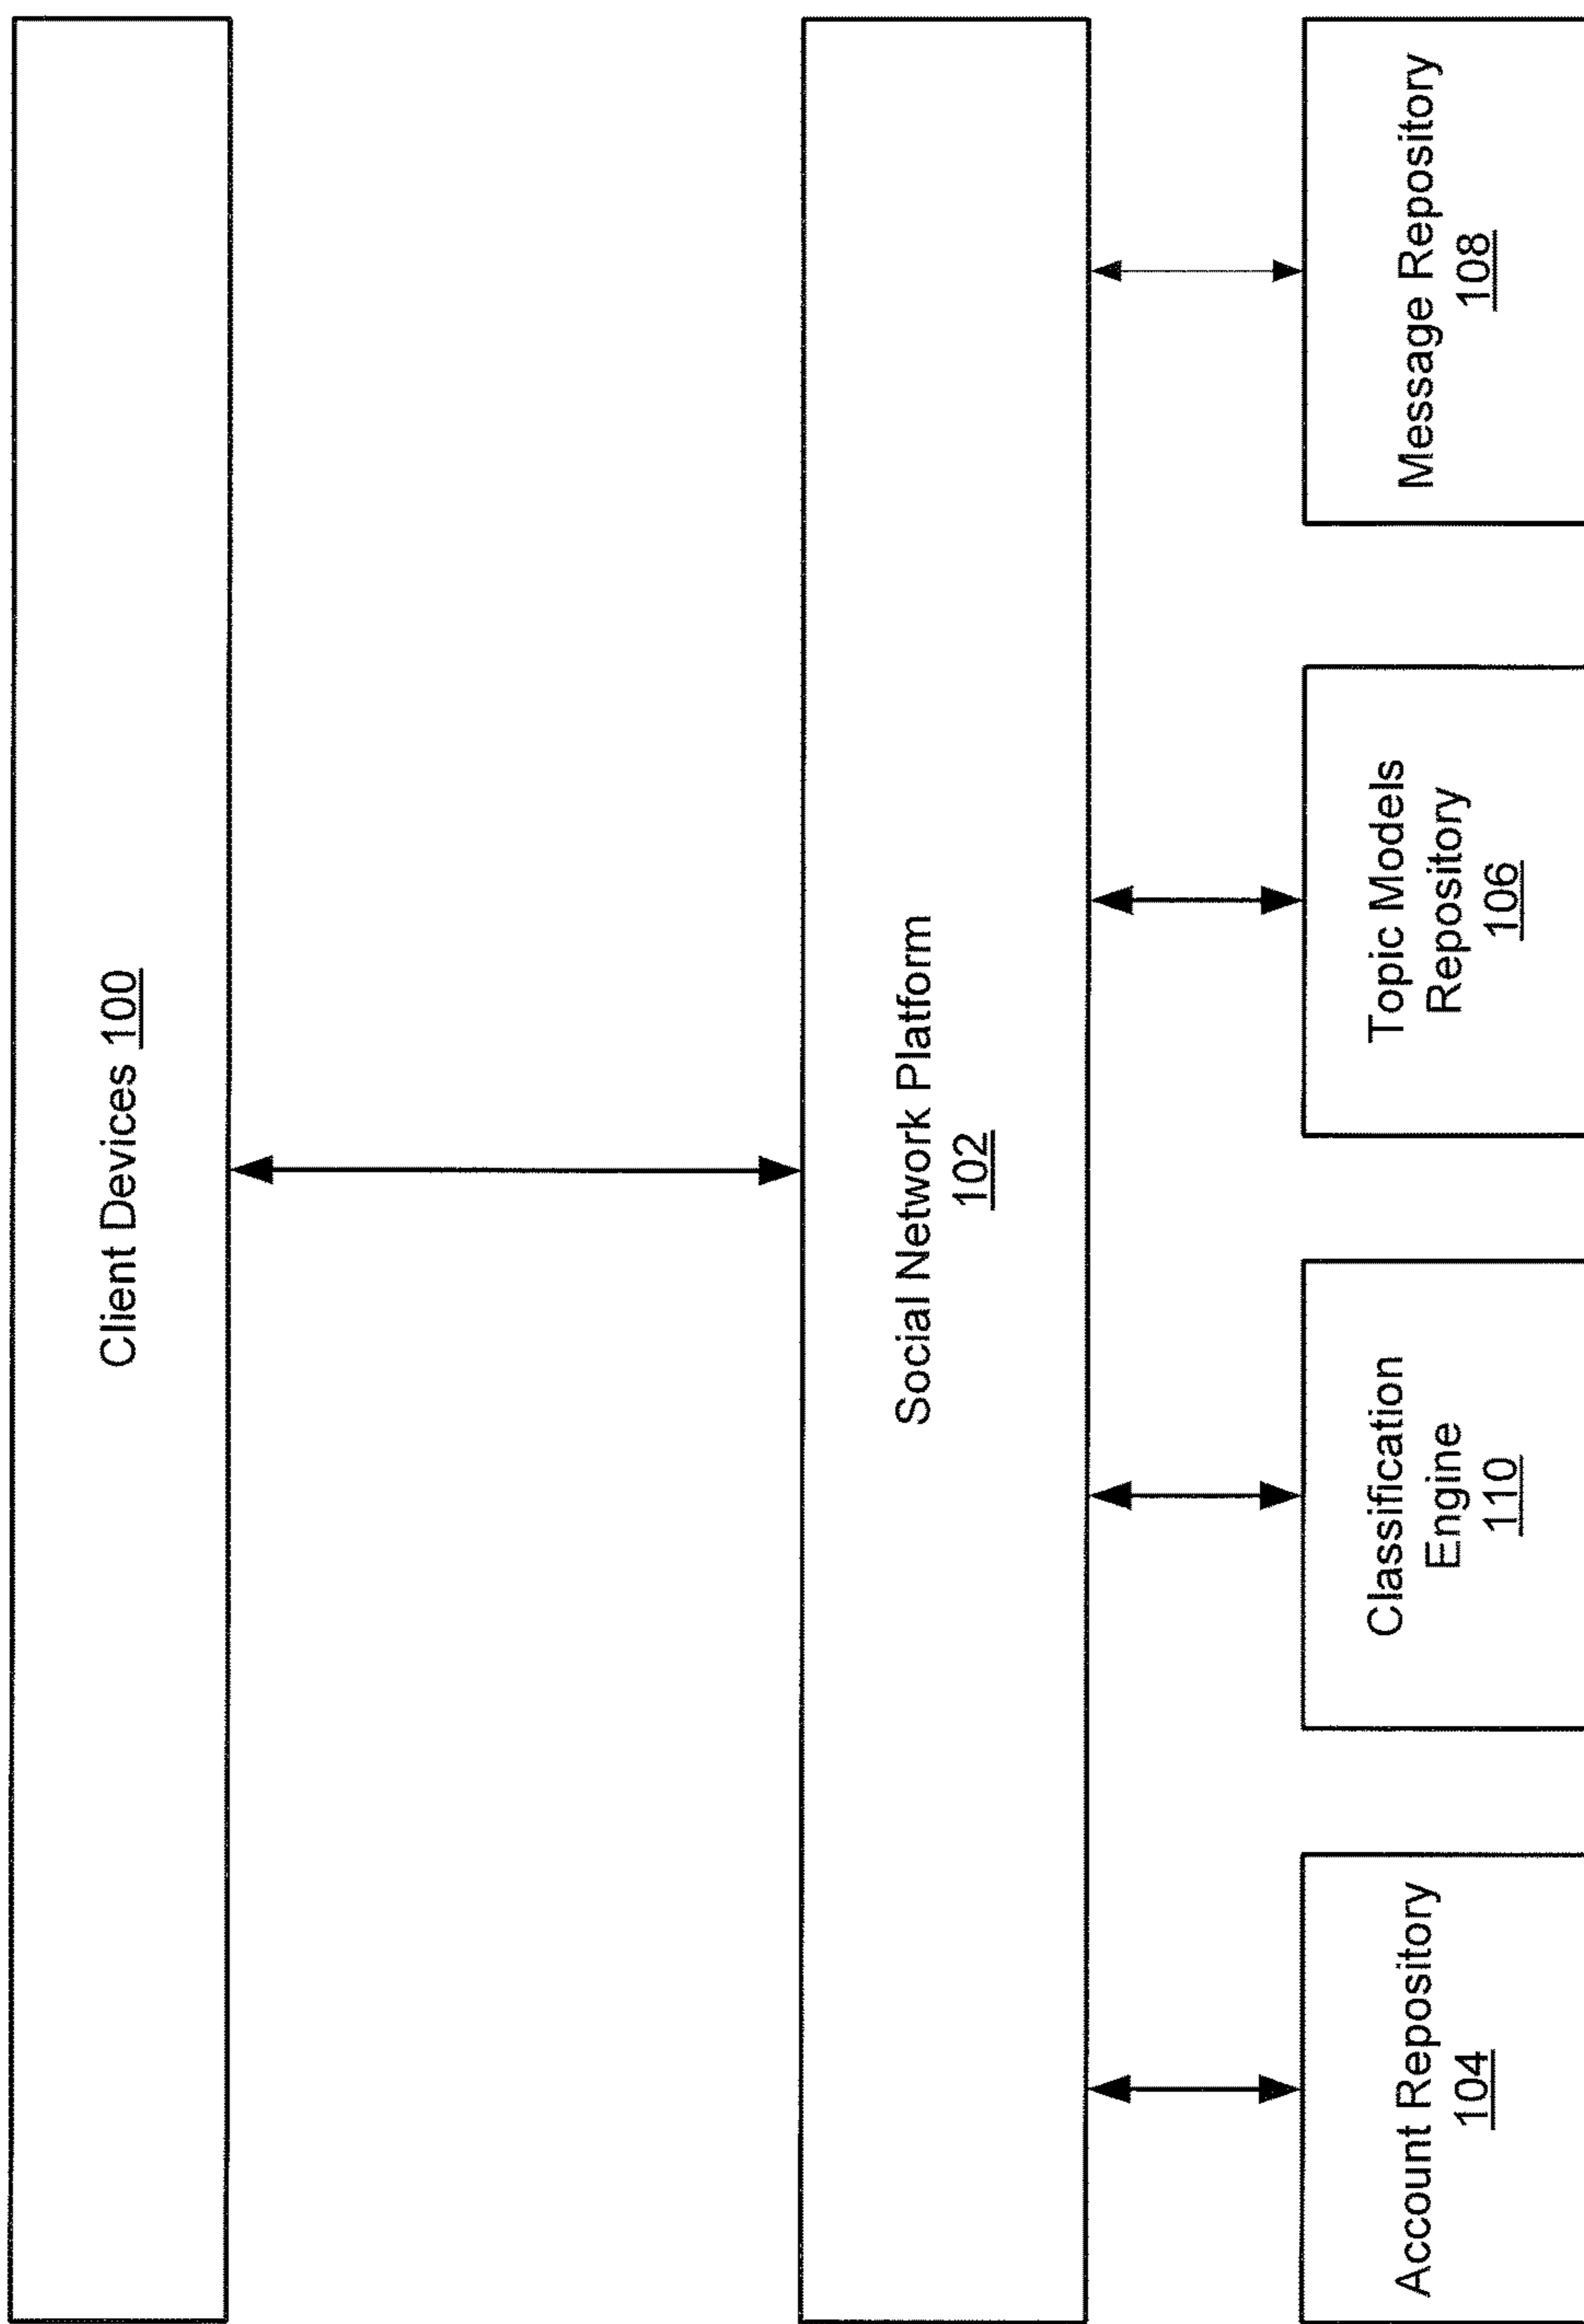 Client Devices 100
Social Network Platform
102
Account Repository
104
Classification
Engine
110
Topic Models
Repository
106
Message Repository
108